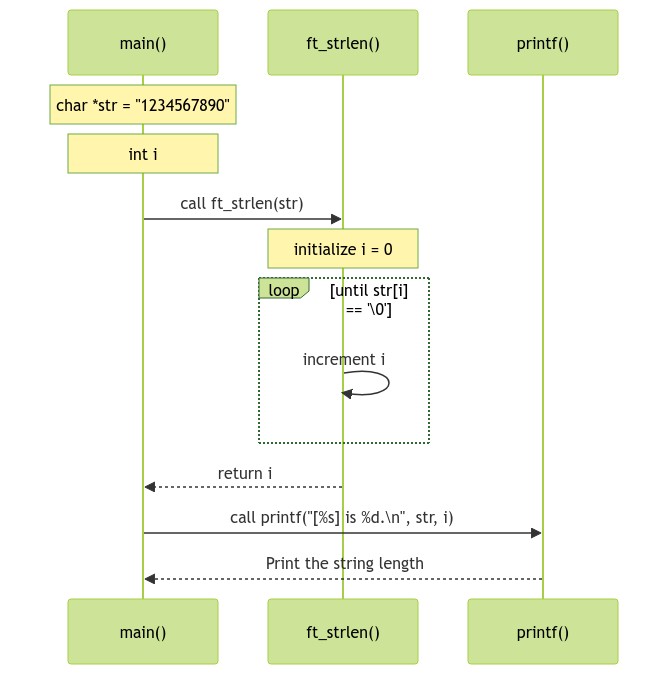 main()
ft_strlen()
printf()
char *str = "1234567890"
int i
call ft_strlen(str)
initialize i = 0
loop
[until str[i]
== '\0']
increment i
return i
call printf("[%s] is %d.\n", str, i)
Print the string length
main()
ft_strlen()
printf()